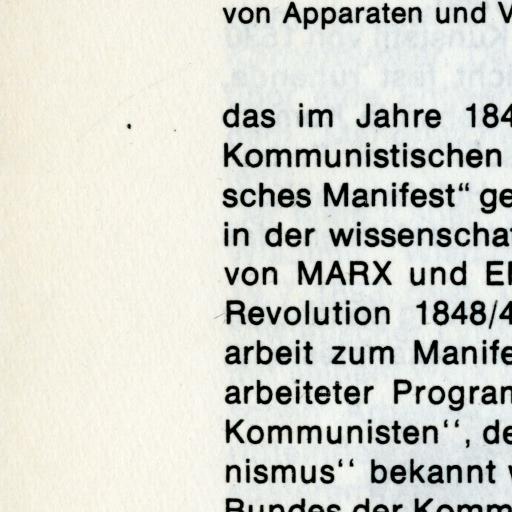 von Apparaten und V
das im Jahre 184
Kommunistischen
sches Manifest“ ge
in der wissenschaf
von MARX und E
Revolution 1848/4
arbeit zum Manife
arbeiteter Program
Kommunisten‘‘, de
nismus‘‘ bekannt
Bundes der Komm